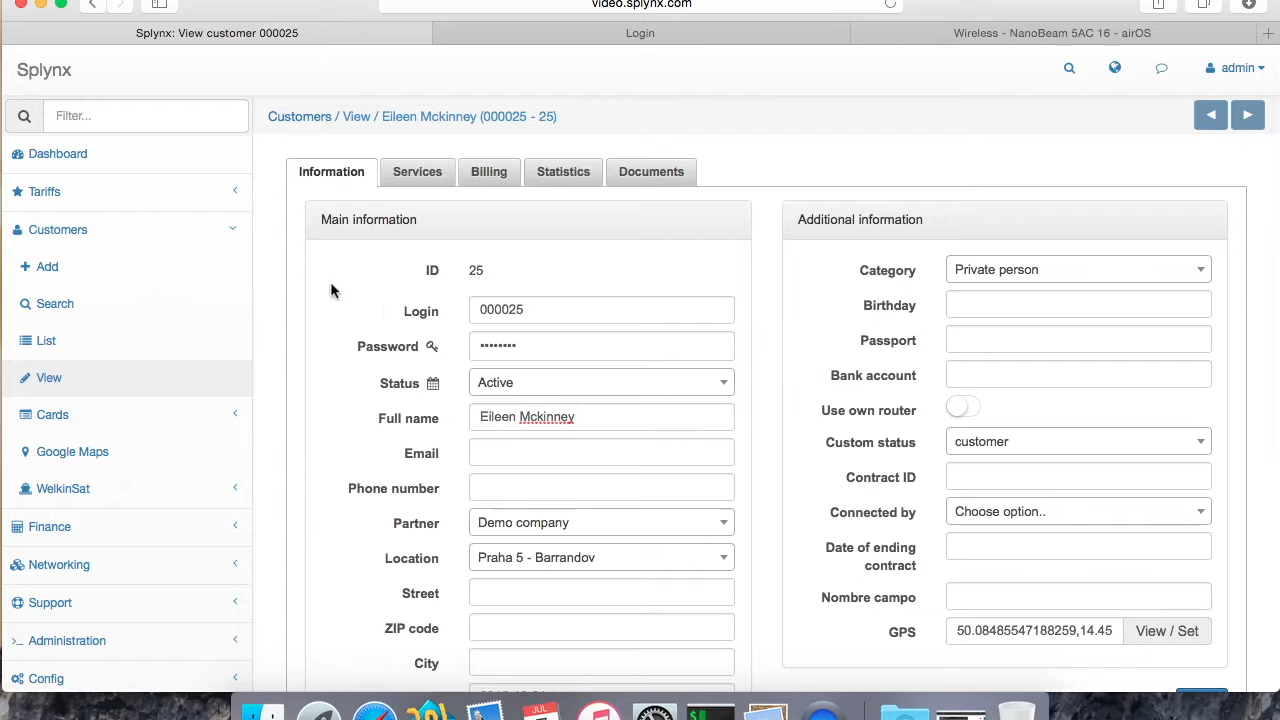 video.splynx.com
Splynx: View customer 000025
Login
Wireless - NanoBeam 5AC 16 - airOS
Splynx
admin
Filter...
Customers / View / Eileen Mckinney (000025 - 25)
Dashboard
Tariffs
Customers
Add
Search
List
View
Cards
Google Maps
WelkinSat
Finance
Networking
Support
Administration
Config
Information
Services
Billing
Statistics
Documents
Main information
ID 25
Login 000025
Password ••••••••
Status Active
Full name Eileen Mckinney
Email
Phone number
Partner Demo company
Location Praha 5 - Barrandov
Street
ZIP code
City
Additional information
Category Private person
Birthday
Passport
Bank account
Use own router
Custom status customer
Contract ID
Connected by Choose option..
Date of ending
contract
Nombre campo
GPS 50.08485547188259,14.45 View / Set
JUL